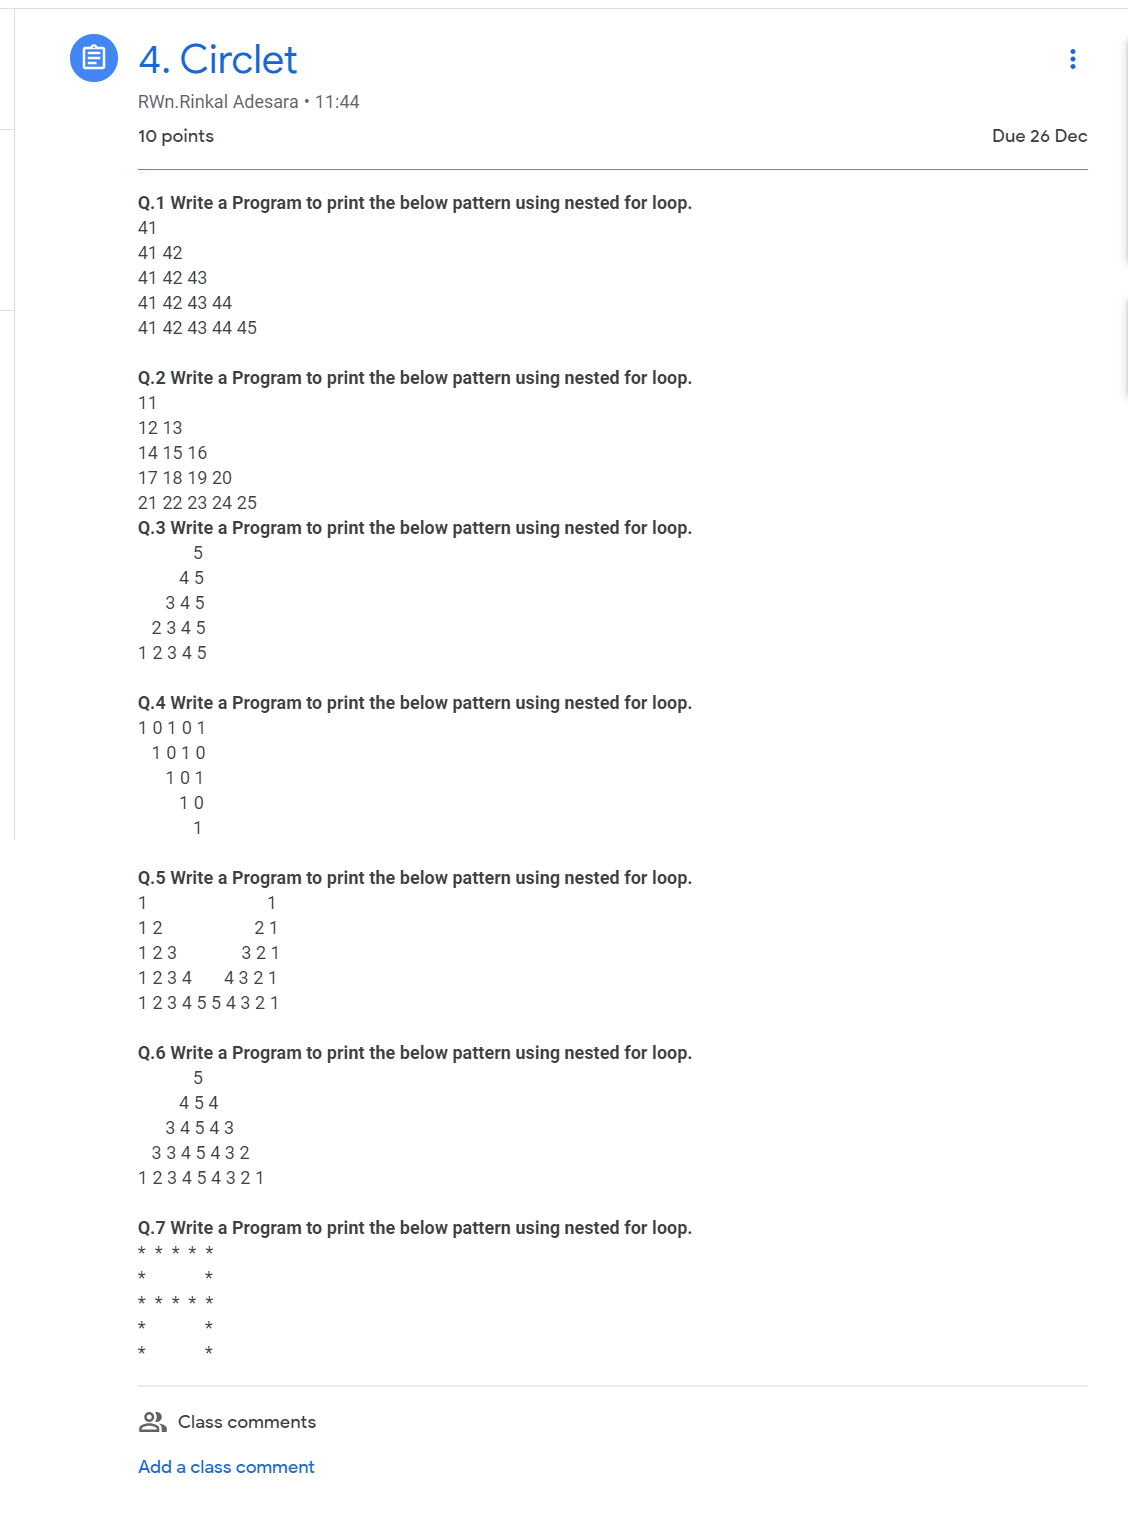 4. Circlet
RWn.Rinkal Adesara • 11:44
10 points Due 26 Dec
Q.1 Write a Program to print the below pattern using nested for loop.
41
41 42
41 42 43
41 42 43 44
41 42 43 44 45
Q.2 Write a Program to print the below pattern using nested for loop.
11
12 13
14 15 16
17 18 19 20
21 22 23 24 25
Q.3 Write a Program to print the below pattern using nested for loop.
        5
      4 5
    3 4 5
  2 3 4 5
1 2 3 4 5
Q.4 Write a Program to print the below pattern using nested for loop.
1 0 1 0 1
  1 0 1 0
    1 0 1
      1 0
        1
Q.5 Write a Program to print the below pattern using nested for loop.
1                 1
1 2             2 1
1 2 3         3 2 1
1 2 3 4     4 3 2 1
1 2 3 4 5 5 4 3 2 1
Q.6 Write a Program to print the below pattern using nested for loop.
        5
      4 5 4
    3 4 5 4 3
  3 3 4 5 4 3 2
1 2 3 4 5 4 3 2 1
Q.7 Write a Program to print the below pattern using nested for loop.
* * * * *
*       *
* * * * *
*       *
*       *
Class comments
Add a class comment